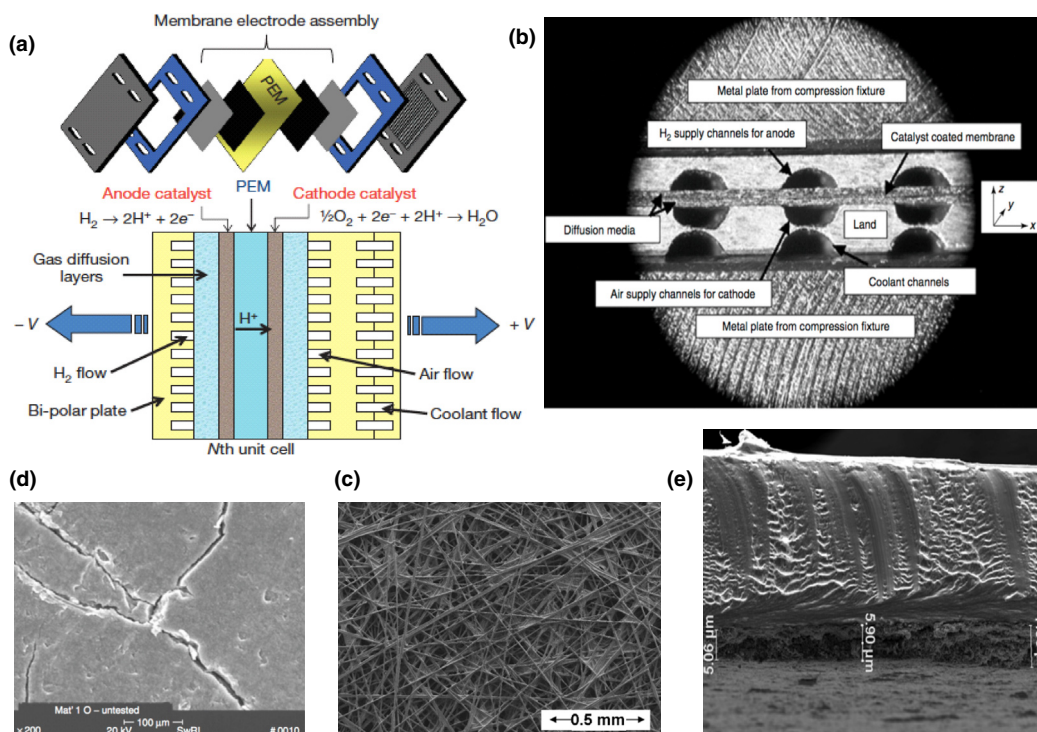 Membrane electrode assembly
(a)
PEM
PEM
Anode catalyst
Cathode catalyst
H₂ → 2H⁺ + 2e⁻
½O₂ + 2e⁻ + 2H⁺ → H₂O
Gas diffusion
layers
– V
H⁺
+ V
H₂ flow
Air flow
Bi-polar plate
Coolant flow
Nth unit cell
(b)
Metal plate from compression fixture
H₂ supply channels for anode
Catalyst coated membrane
z
y
x
Diffusion media
Land
Air supply channels for cathode
Coolant channels
Metal plate from compression fixture
(d)
Mat' 1 O – untested
100 µm
×200
20 kV
SwRI
#0010
(c)
0.5 mm
(e)
5.06 µm
5.90 µm